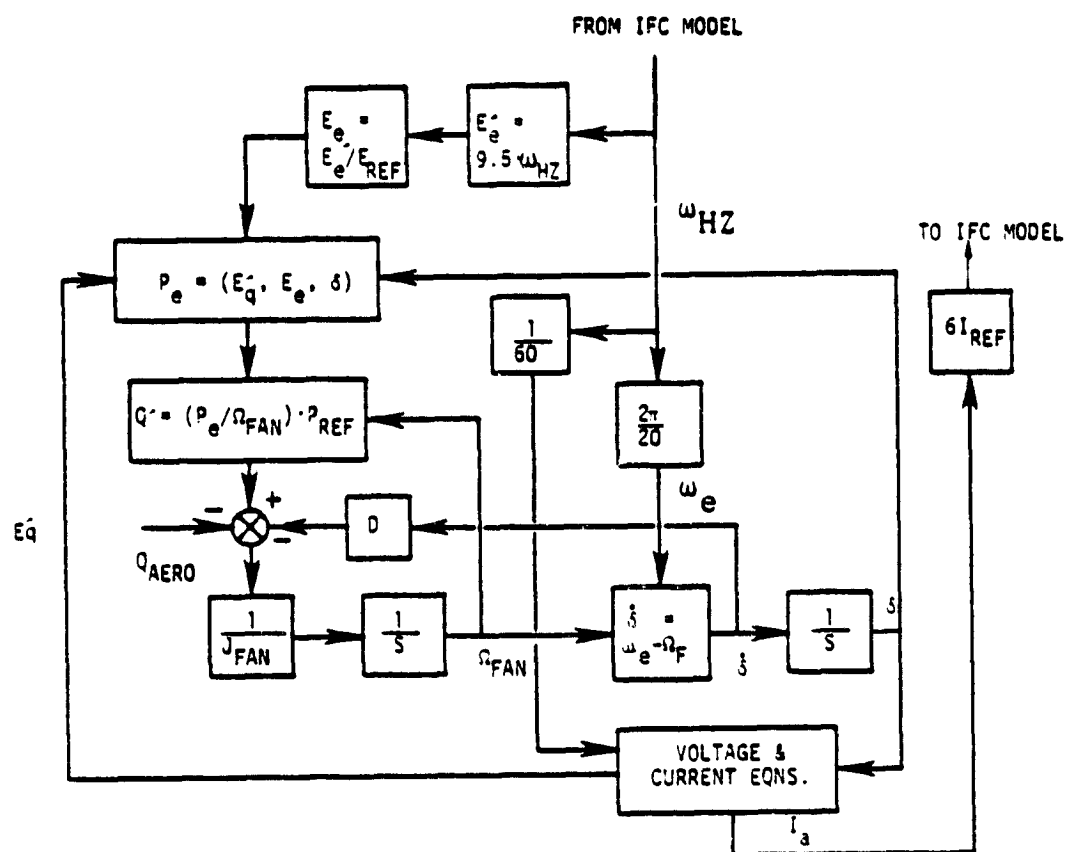 FROM IFC MODEL
E_e =
E_e´/E_REF
E_e´ =
9.5·ω_HZ
ω_HZ
TO IFC MODEL
P_e = (E_q´, E_e, δ)
6I_REF
1/60
Q´ = (P_e/Ω_FAN)·P_REF
2π/20
ω_e
+
−
−
D
E_q´
Q_AERO
1/J_FAN
1/S
Ω_FAN
δ̇ =
ω_e-Ω_F
δ̇
1/S
δ
VOLTAGE &
CURRENT EQNS.
I_a